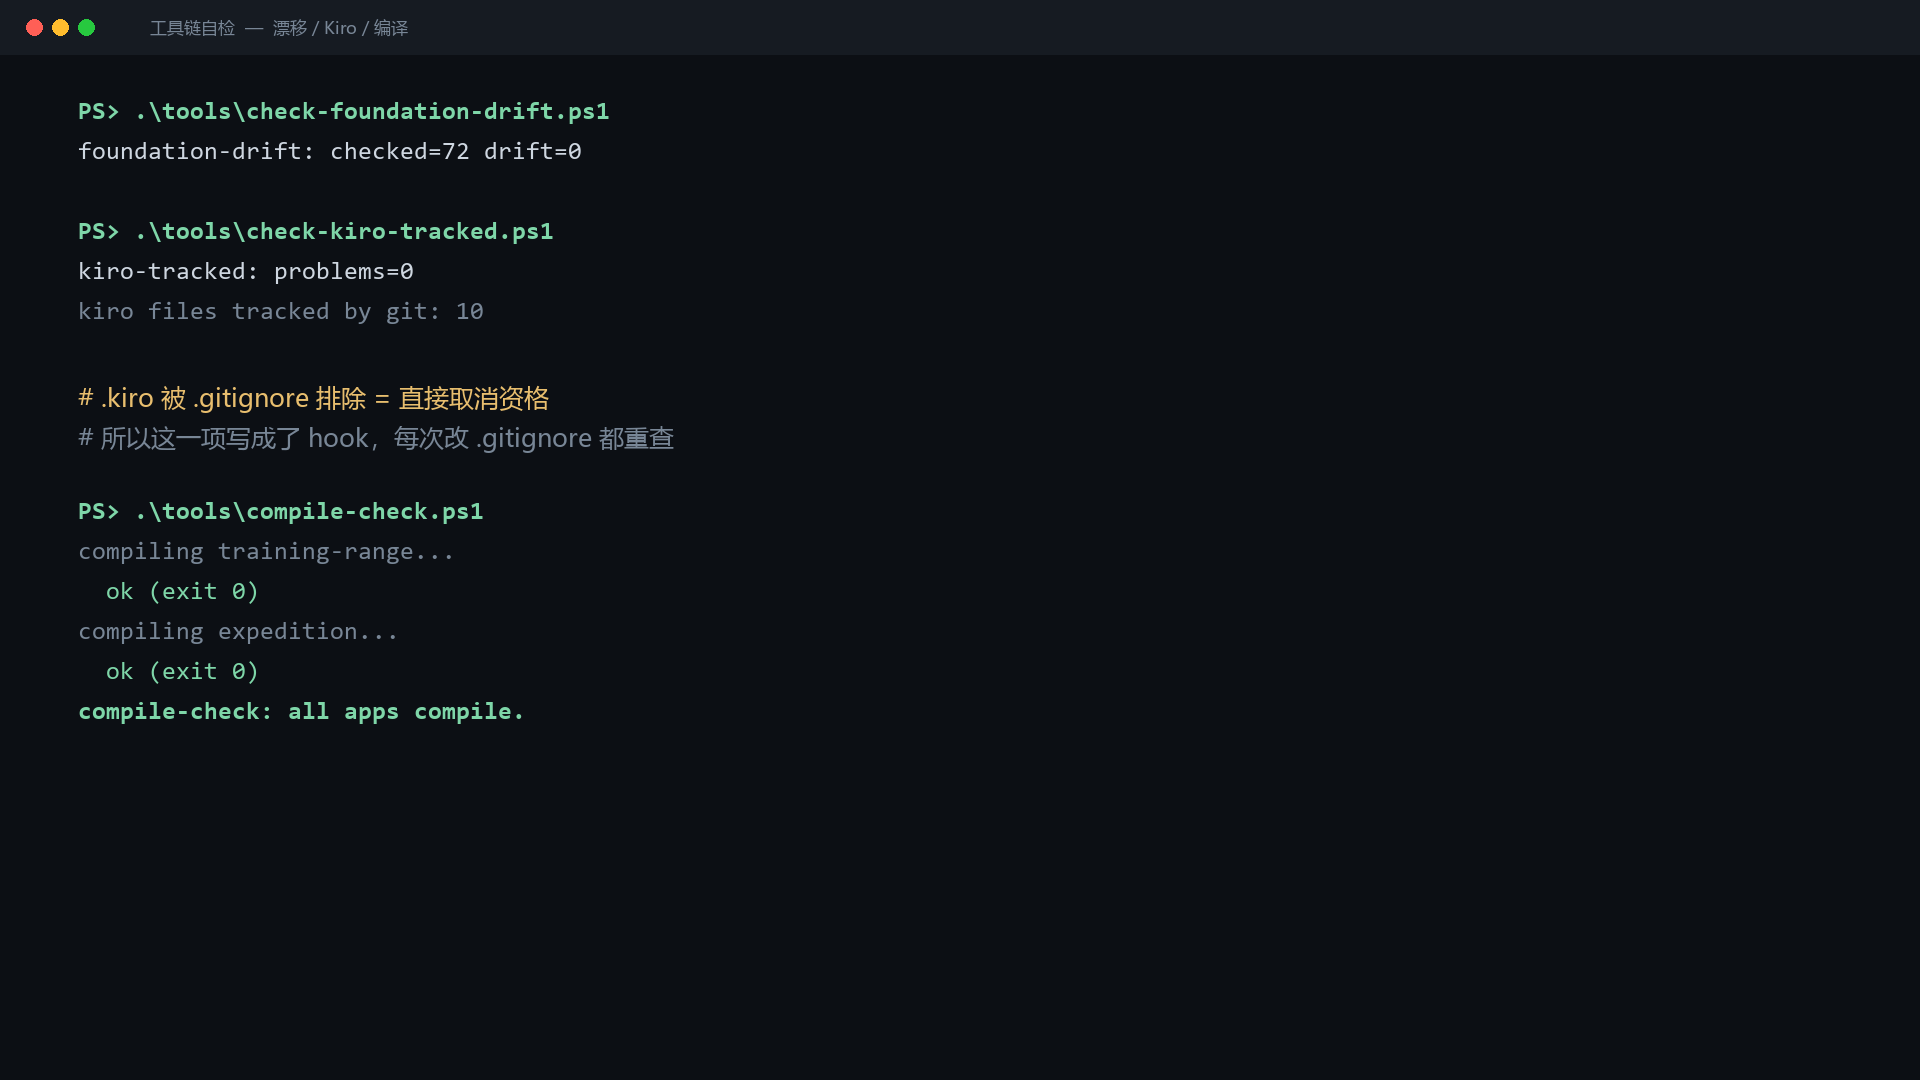 工具链自检 — 漂移 / Kiro / 编译
PS> .\tools\check-foundation-drift.ps1
foundation-drift: checked=72 drift=0
PS> .\tools\check-kiro-tracked.ps1
kiro-tracked: problems=0
kiro files tracked by git: 10
# .kiro 被 .gitignore 排除 = 直接取消资格
# 所以这一项写成了 hook，每次改 .gitignore 都重查
PS> .\tools\compile-check.ps1
compiling training-range...
ok (exit 0)
compiling expedition...
ok (exit 0)
compile-check: all apps compile.